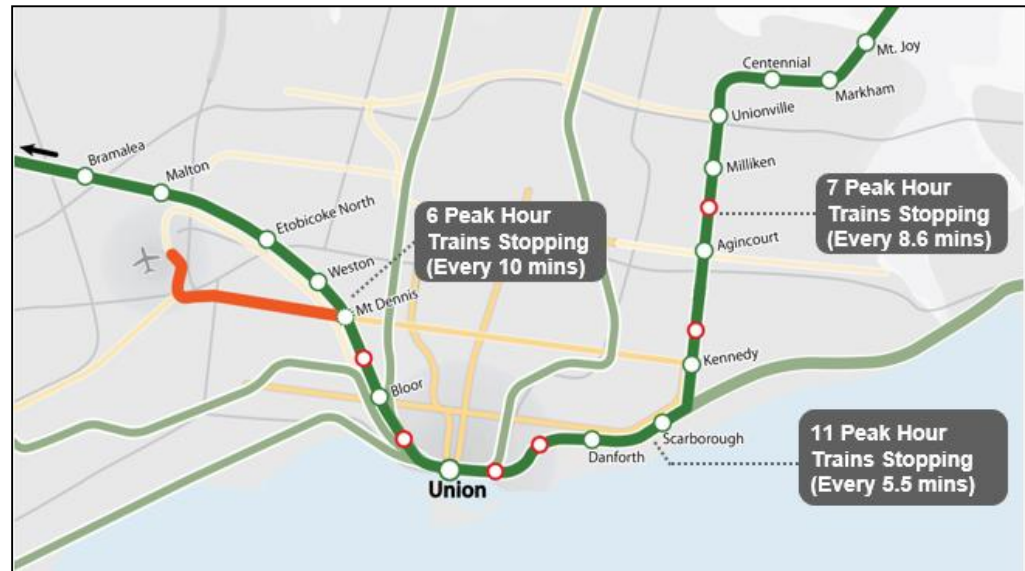 Mt. Joy
Centennial
Markham
Unionville
Bramalea
Malton
Milliken
7 Peak Hour
Trains Stopping
(Every 8.6 mins)
Etobicoke North
6 Peak Hour
Trains Stopping
(Every 10 mins)
Agincourt
Weston
Mt Dennis
Kennedy
Bloor
Scarborough
Danforth
11 Peak Hour
Trains Stopping
(Every 5.5 mins)
Union